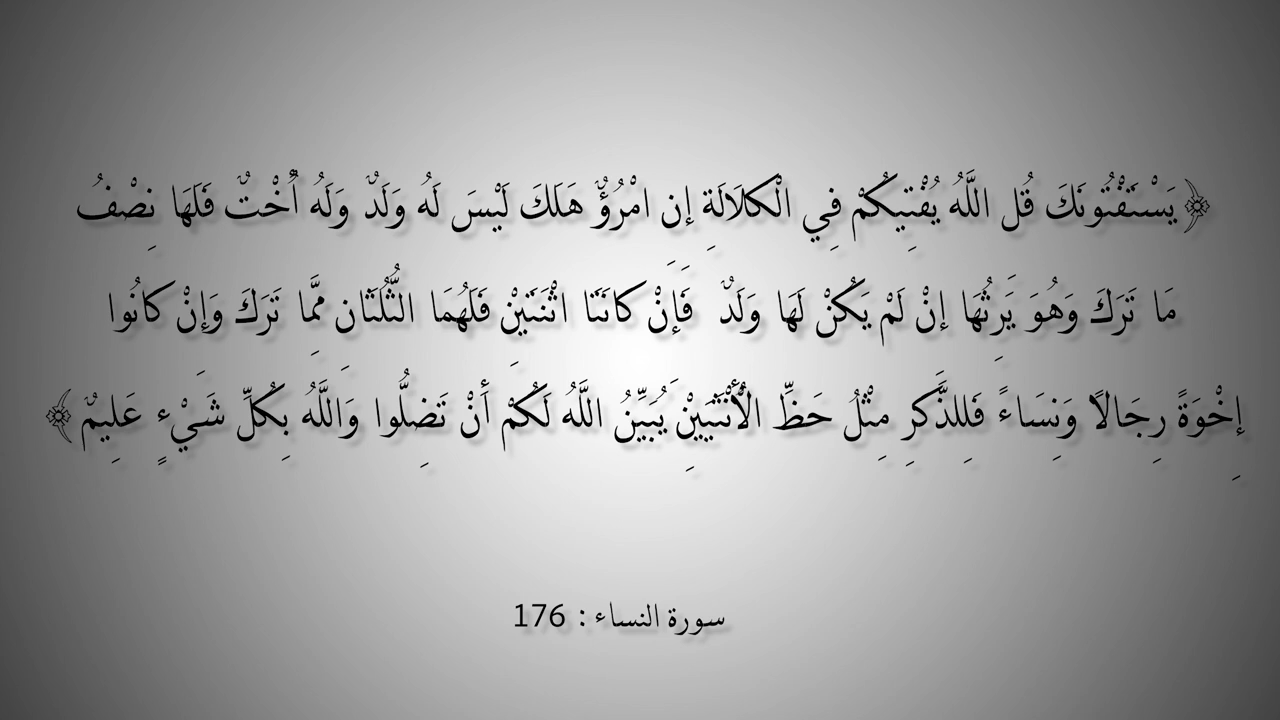 ﴿يَسْتَفْتُونَكَ قُل اللَّهُ يُفْتِيكُمْ فِي الْكَلَالَةِ إِن امْرُؤٌ هَلَكَ لَيْسَ لَهُ وَلَدٌ وَلَهُ أُخْتٌ فَلَهَا نِصْفُ
مَا تَرَكَ وَهُوَ يَرِثُهَا إِنْ لَمْ يَكُنْ لَهَا وَلَدٌ فَإِنْ كَانَتَا اثْنَتَيْنِ فَلَهُمَا الثُّلُثَانِ مِمَّا تَرَكَ وَإِنْ كَانُوا
إِخْوَةً رِجَالًا وَنِسَاءً فَلِلذَّكَرِ مِثْلُ حَظِّ الْأُنْثَيَيْنِ يُبَيِّنُ اللَّهُ لَكُمْ أَنْ تَضِلُّوا وَاللَّهُ بِكُلِّ شَيْءٍ عَلِيمٌ﴾
سورة النساء : 176